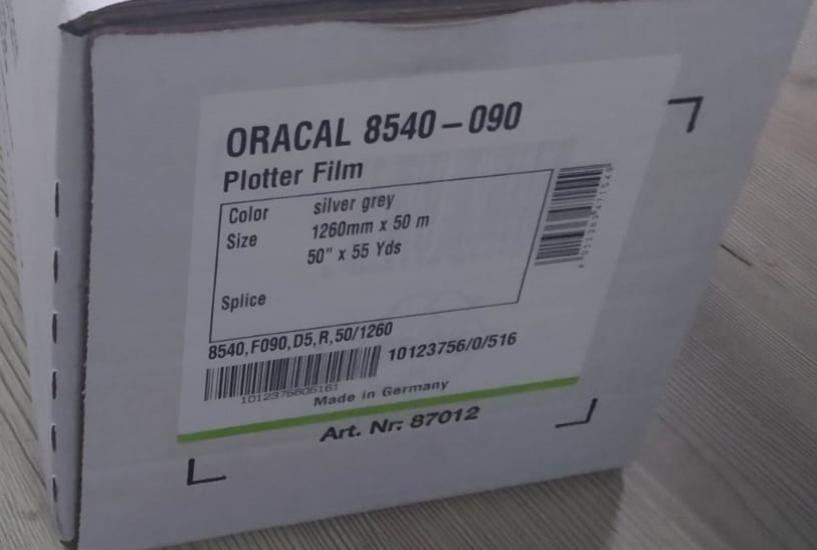 ORACAL 8540-090
Plotter Film
Color silver grey
Size 1260mm x 50 m
50" x 55 Yds
Splice
8540,F090,D5,R,50/1260
10123756/0/516
Made in Germany
Art. Nr: 87012